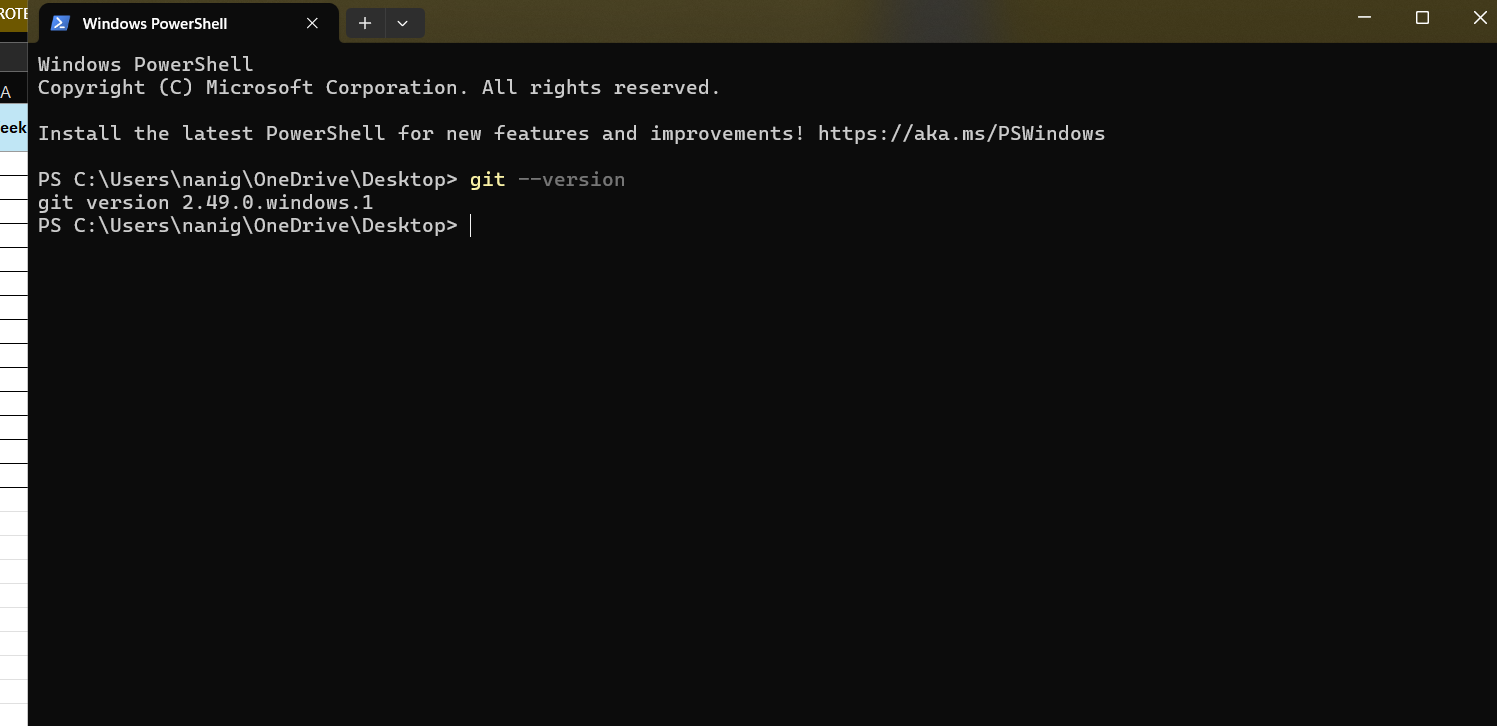 ROTE
Windows PowerShell
A
eek
Windows PowerShell
Copyright (C) Microsoft Corporation. All rights reserved.
Install the latest PowerShell for new features and improvements! https://aka.ms/PSWindows
PS C:\Users\nanig\OneDrive\Desktop> git --version
git version 2.49.0.windows.1
PS C:\Users\nanig\OneDrive\Desktop>